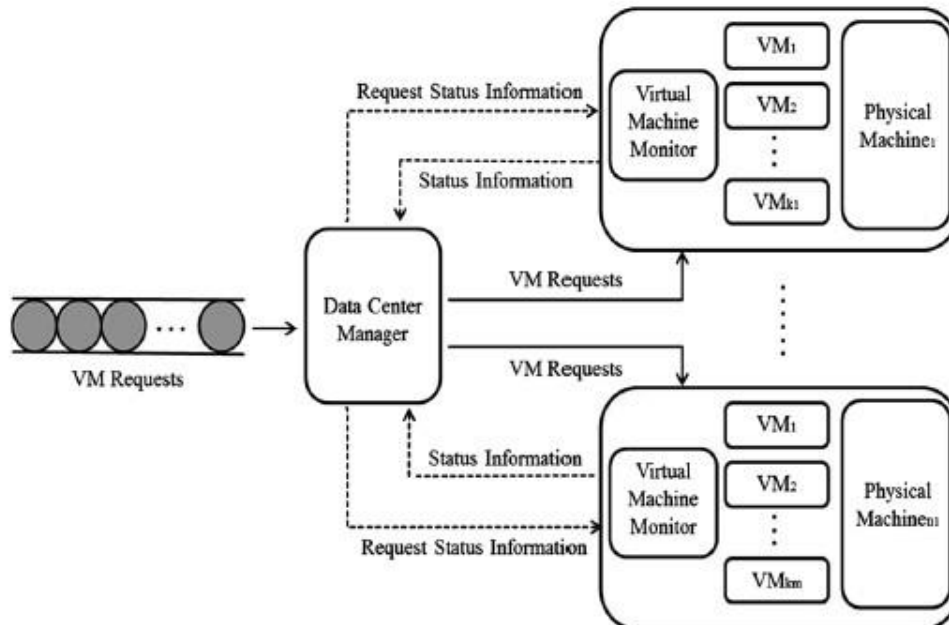 VM₁
Request Status Information
Virtual
Machine
Monitor
VM₂
Physical
Machine₁
Status Information
VMₖ₁
VM Requests
Data Center
Manager
VM Requests
VM Requests
VM₁
Status Information
Virtual
Machine
Monitor
VM₂
Physical
Machineₙ₁
Request Status Information
VMₖₘ